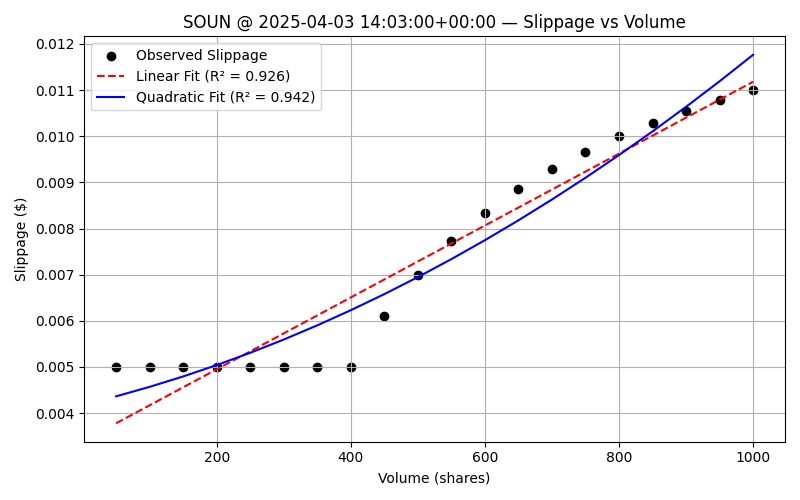 SOUN @ 2025-04-03 14:03:00+00:00 — Slippage vs Volume
Observed Slippage
Linear Fit (R² = 0.926)
Quadratic Fit (R² = 0.942)
0.012
0.011
0.010
0.009
0.008
0.007
0.006
0.005
0.004
Slippage ($)
200
400
600
800
1000
Volume (shares)